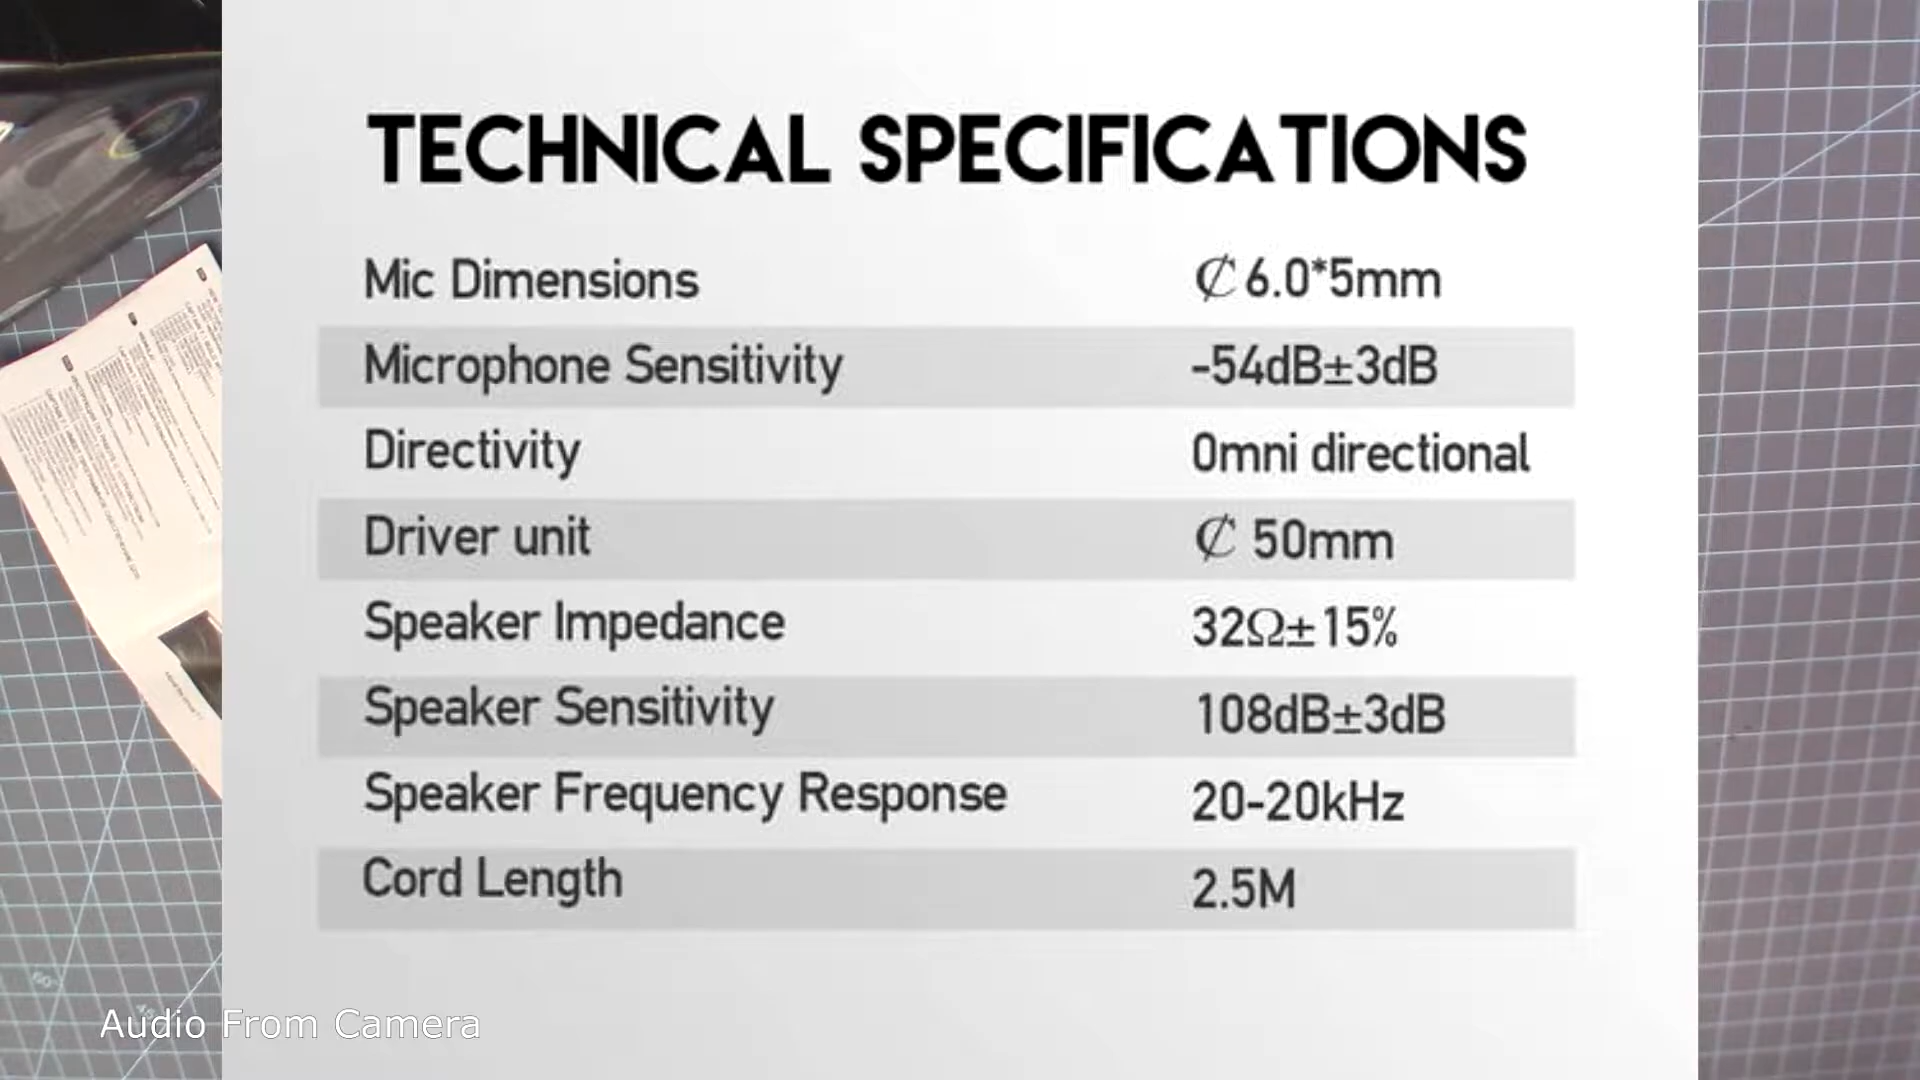 TECHNICAL SPECIFICATIONS
Mic Dimensions ₡ 6.0*5mm
Microphone Sensitivity -54dB±3dB
Directivity 0mni directional
Driver unit ₡ 50mm
Speaker Impedance 32Ω±15%
Speaker Sensitivity 108dB±3dB
Speaker Frequency Response 20-20kHz
Cord Length 2.5M
Audio From Camera